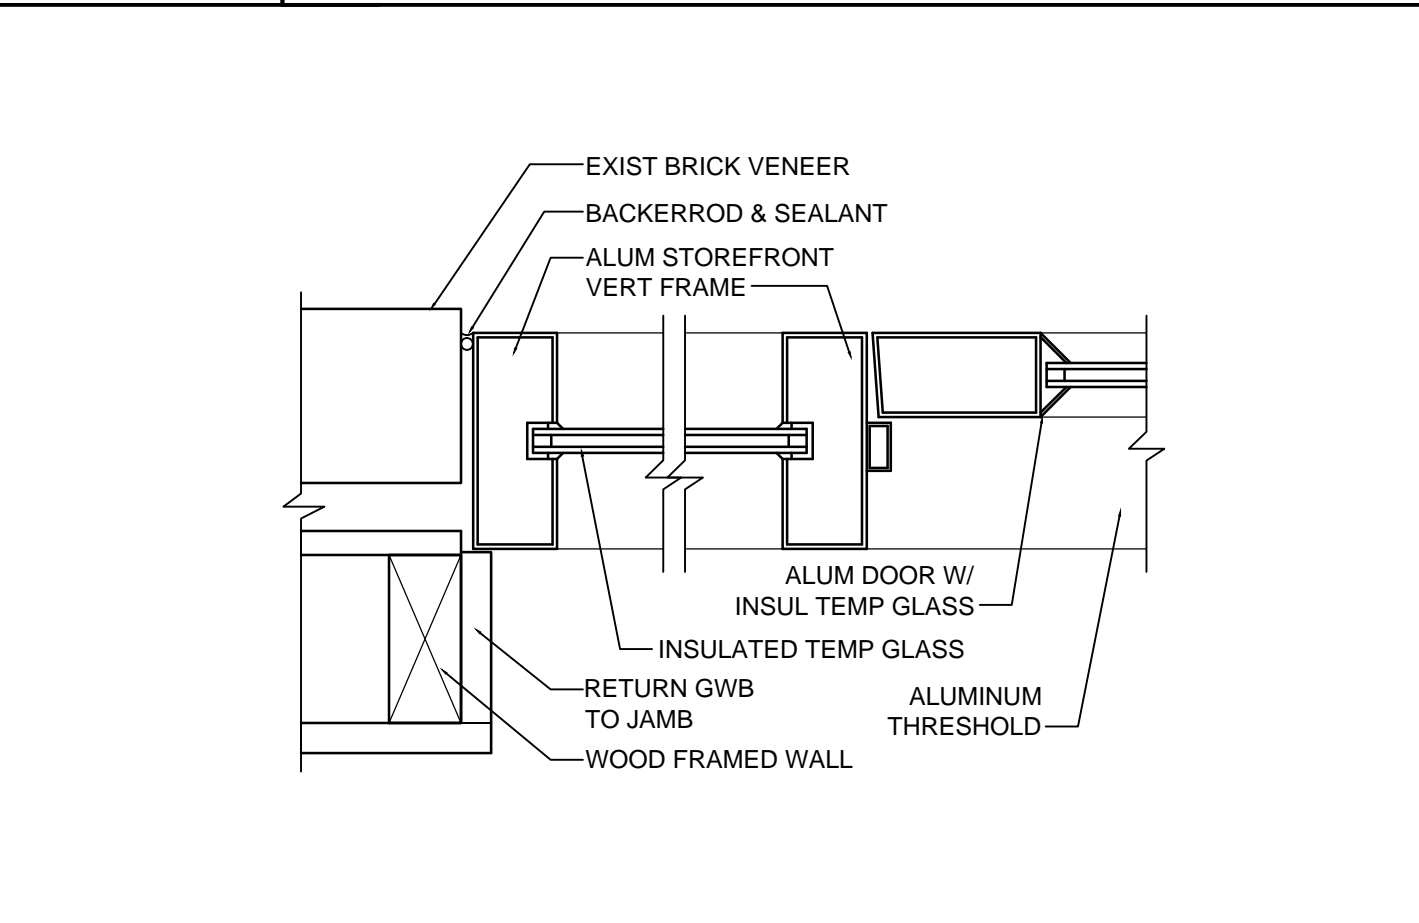 EXIST BRICK VENEER
BACKERROD & SEALANT
ALUM STOREFRONT
VERT FRAME
ALUM DOOR W/
INSUL TEMP GLASS
INSULATED TEMP GLASS
RETURN GWB
TO JAMB
ALUMINUM
THRESHOLD
WOOD FRAMED WALL